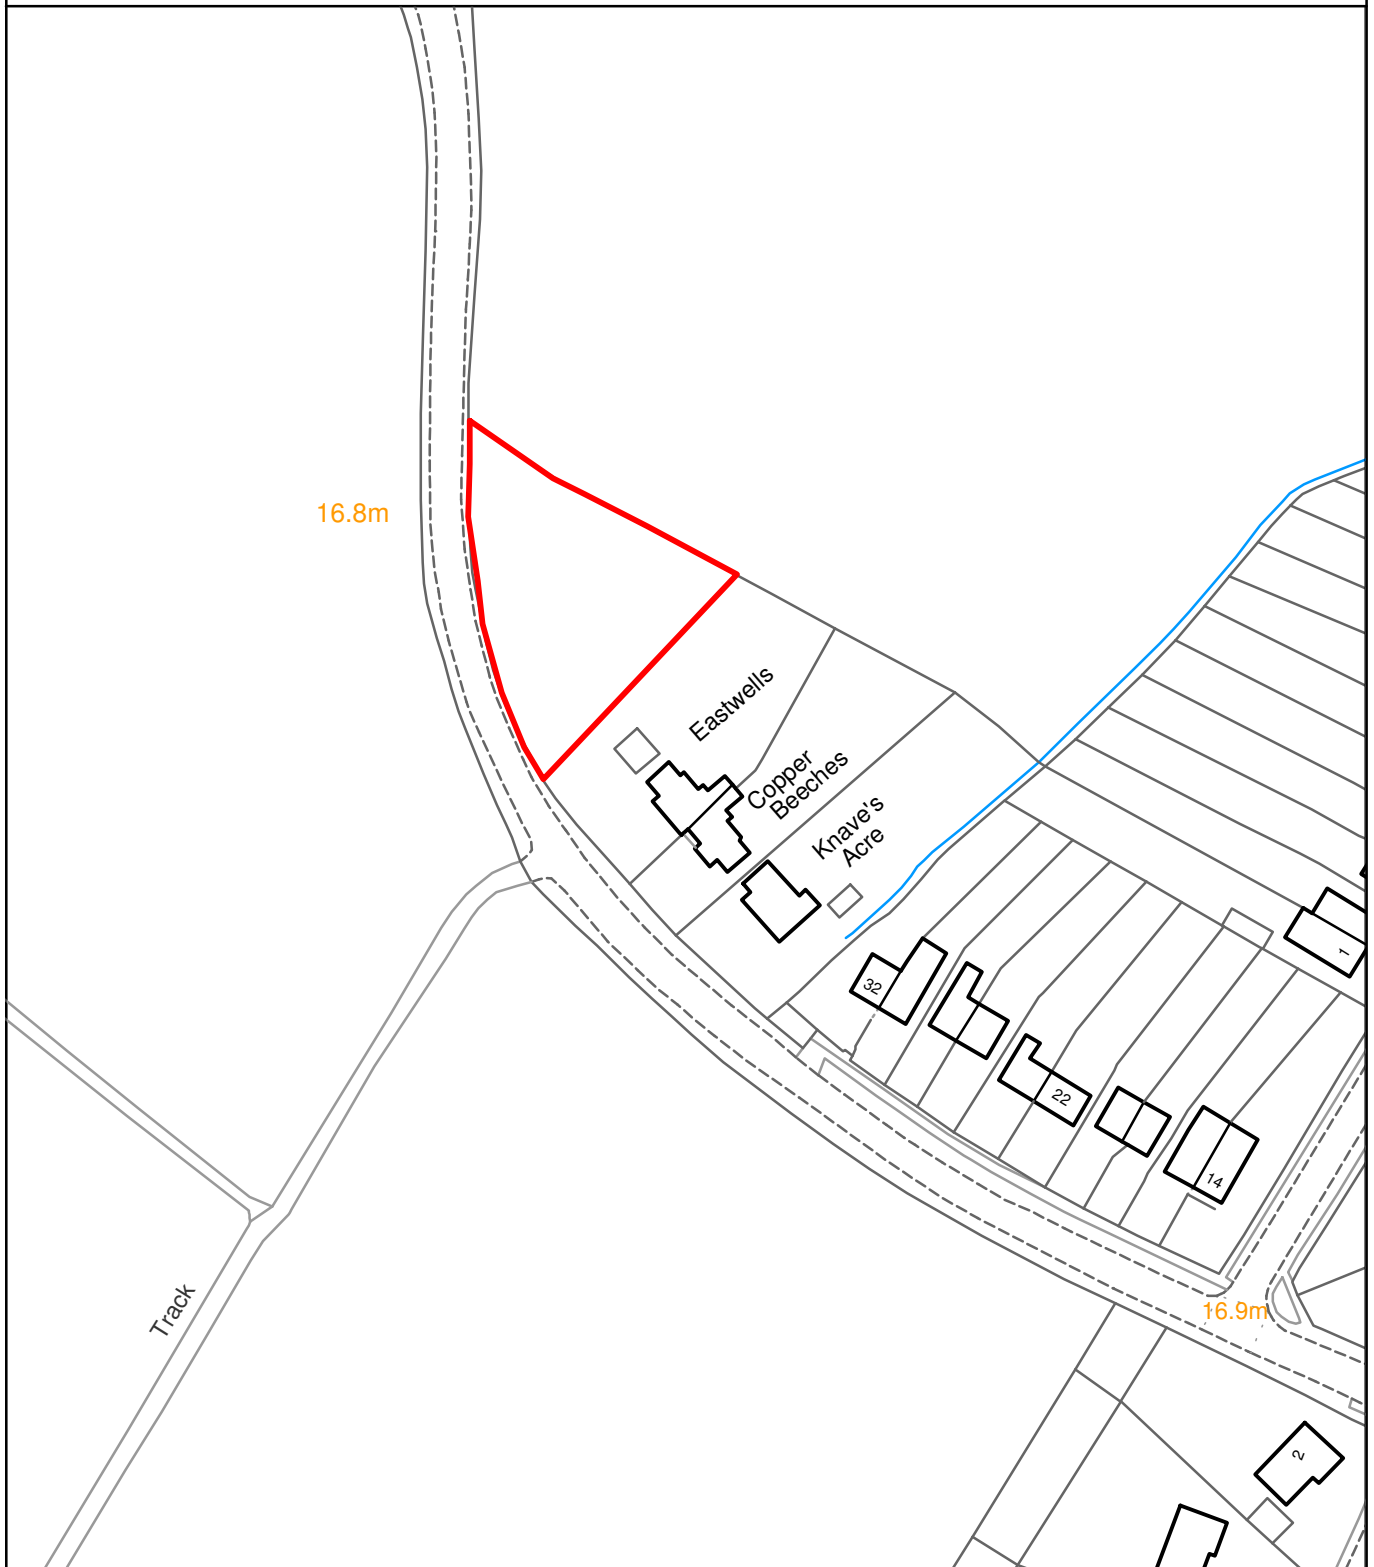 16.8m
Eastwells
Copper
Beeches
Knave's
Acre
1
32
22
14
Track
16.9m
2